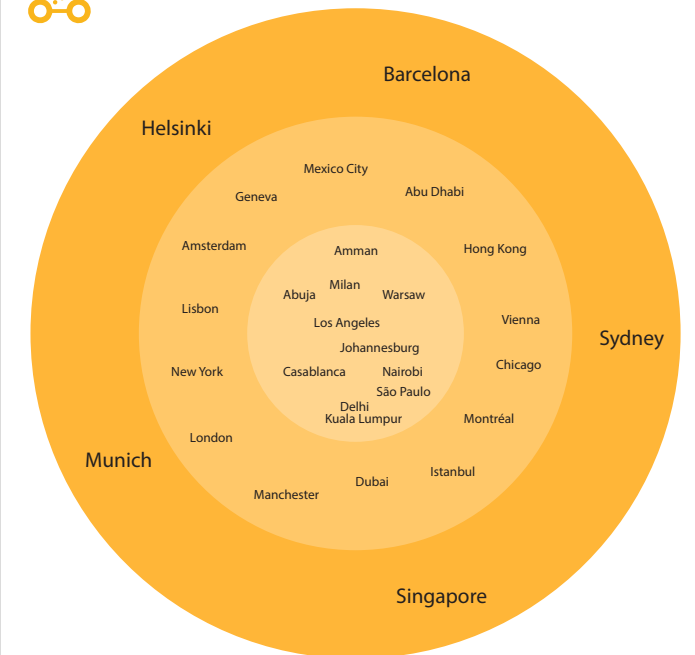 Barcelona
Helsinki
Mexico City
Abu Dhabi
Geneva
Amsterdam
Hong Kong
Amman
Milan
Abuja
Warsaw
Lisbon
Los Angeles
Vienna
Sydney
Johannesburg
Chicago
New York
Casablanca
Nairobi
São Paulo
Delhi
Kuala Lumpur
Montréal
London
Munich
Istanbul
Dubai
Manchester
Singapore